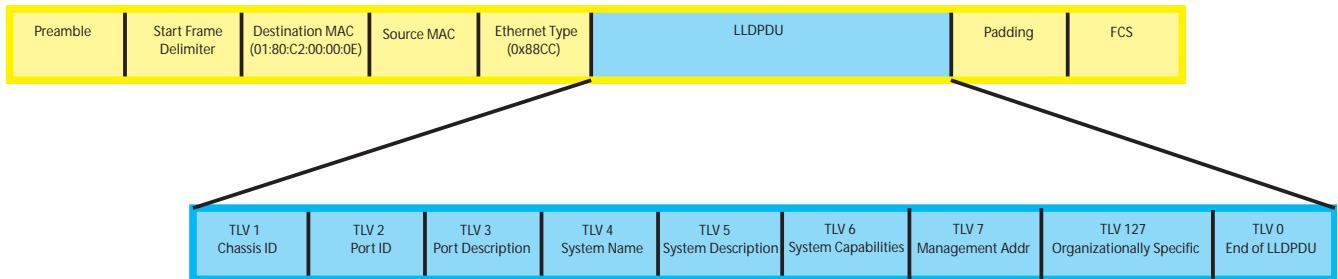 Preamble
Start Frame
Delimiter
Destination MAC
(01:80:C2:00:00:0E)
Source MAC
Ethernet Type
(0x88CC)
LLDPDU
Padding
FCS
TLV 1
Chassis ID
TLV 2
Port ID
TLV 3
Port Description
TLV 4
System Name
TLV 5
System Description
TLV 6
System Capabilities
TLV 7
Management Addr
TLV 127
Organizationally Specific
TLV 0
End of LLDPDU